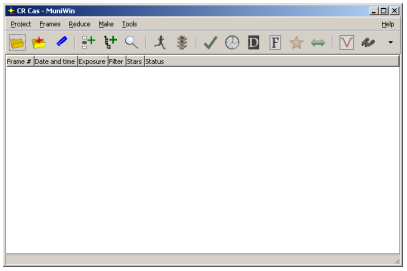 CR Cas - MuniWin
Project Frames Reduce Make Tools Help
D F
Frame # Date and time Exposure Filter Stars Status